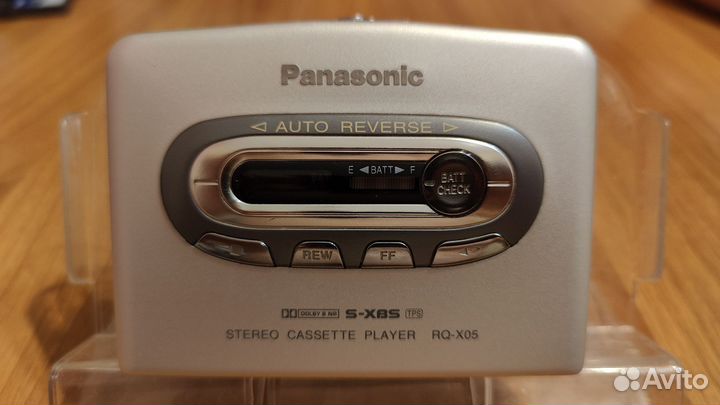 Panasonic
◁ AUTO REVERSE ▷
E ◀BATT▶ F
BATT
CHECK
REW FF
DOLBY B NR S-XBS TPS
STEREO CASSETTE PLAYER RQ-X05
Avito